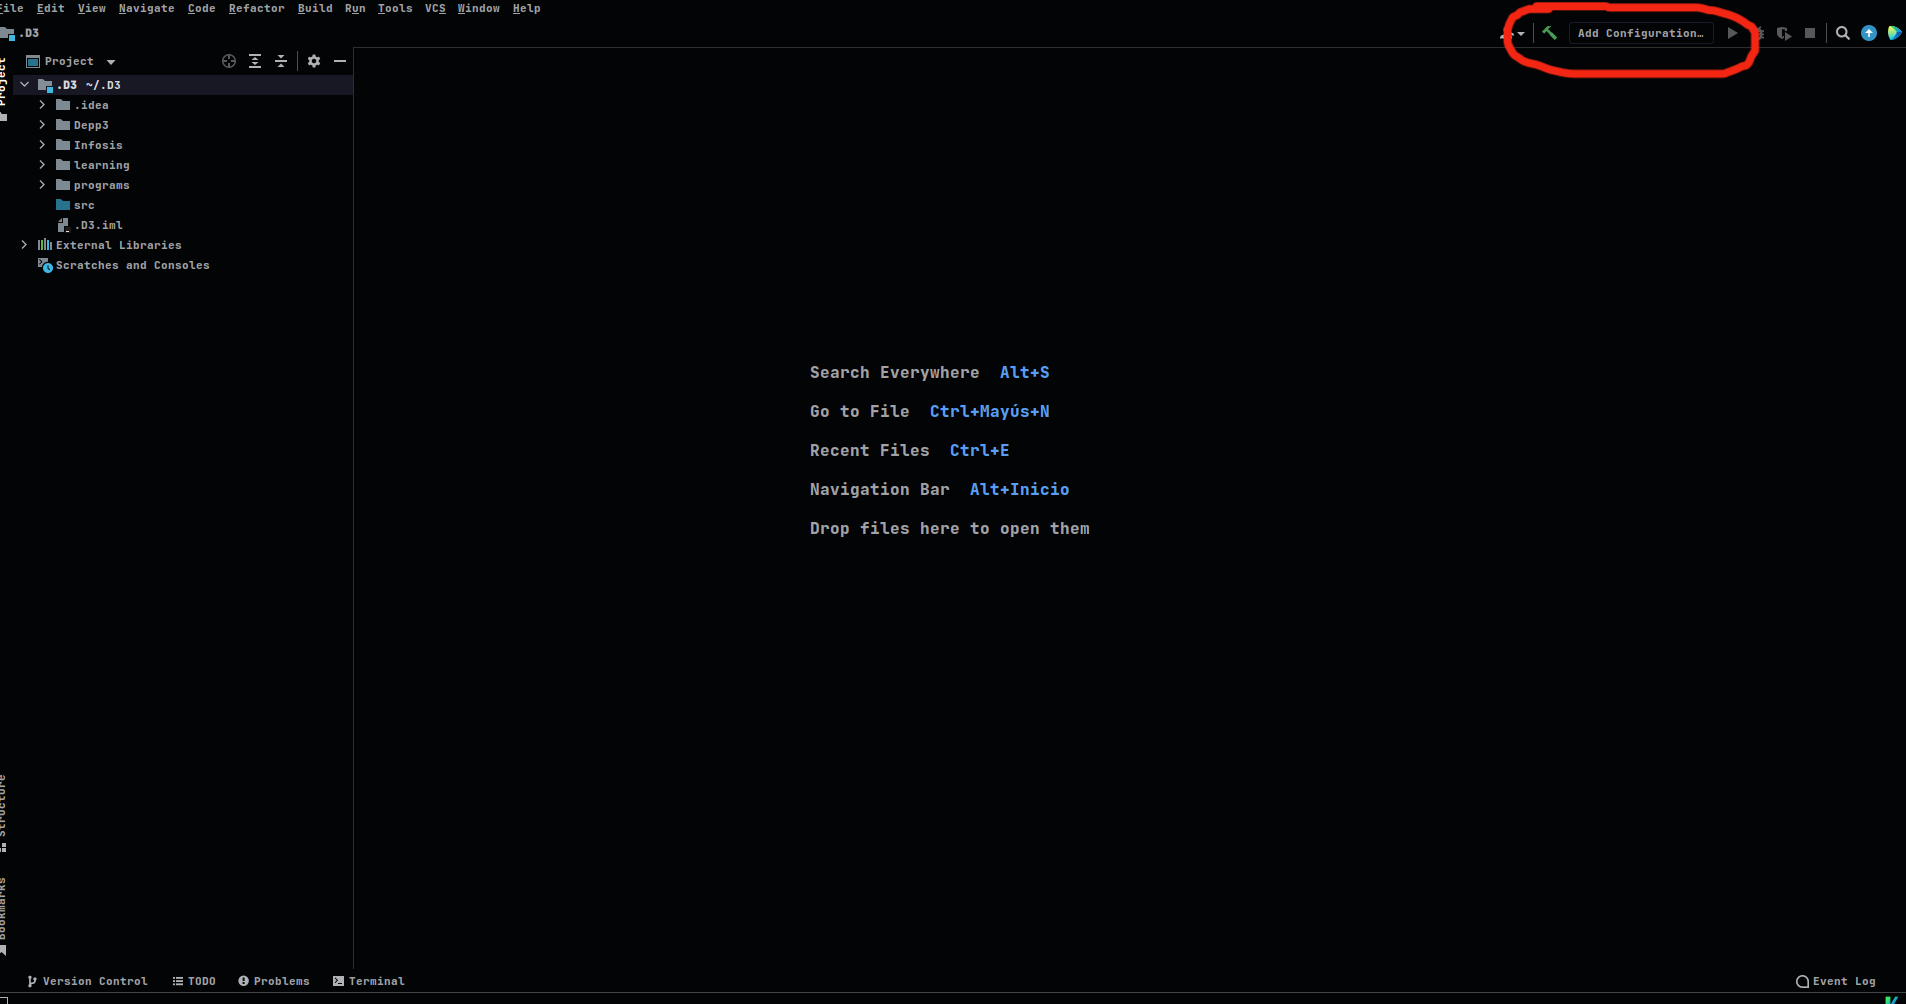 File Edit View Navigate Code Refactor Build Run Tools VCS Window Help
.D3
Add Configuration…
Project
Project
.D3 ~/.D3
.idea
Depp3
Infosis
learning
programs
src
.D3.iml
External Libraries
Scratches and Consoles
Search Everywhere Alt+S
Go to File Ctrl+Mayús+N
Recent Files Ctrl+E
Navigation Bar Alt+Inicio
Drop files here to open them
Structure
Bookmarks
Version Control TODO Problems Terminal Event Log